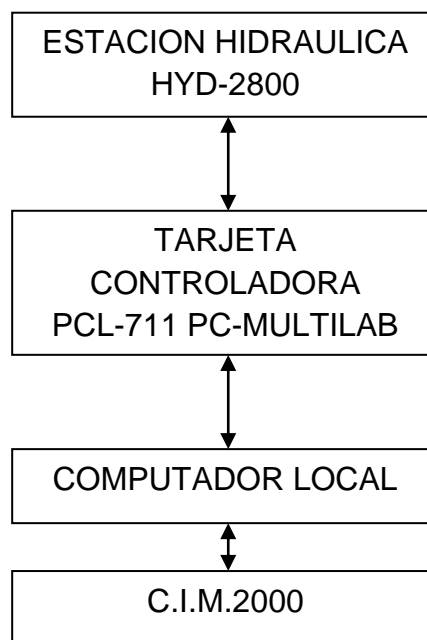 ESTACION HIDRAULICA
HYD-2800
TARJETA
CONTROLADORA
PCL-711 PC-MULTILAB
COMPUTADOR LOCAL
C.I.M.2000